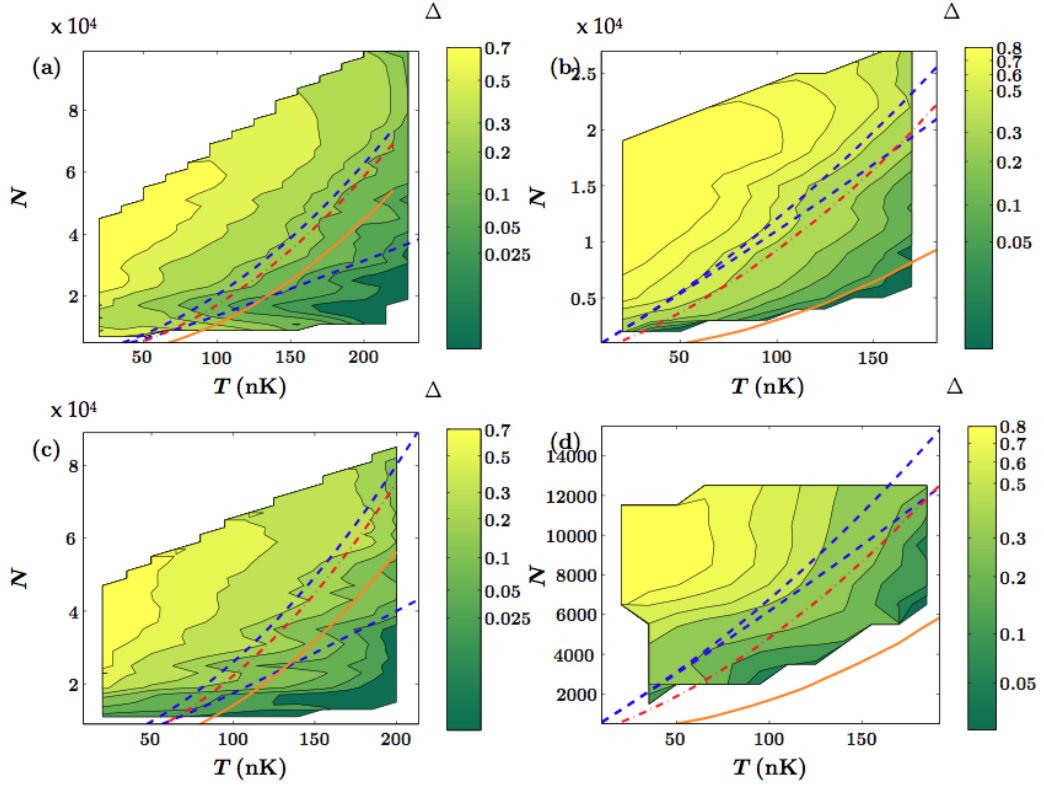 x 10⁴ Δ Δ
(a) 0.7 (b) 0.8
0.7
0.6
0.5 2.5 0.5
8
0.3 2 0.3
N 6 0.2 N 0.2
0.1 1.5
0.1
4 0.05 1
0.025 0.05
2 0.5
50 100 150 200 50 100 150
T (nK) T (nK)
x 10⁴ Δ Δ
(c) 0.7 (d) 0.8
0.7
14000 0.6
8 0.5 0.5
12000
0.3 10000 0.3
N 6 0.2 N 8000 0.2
0.1 6000
4 0.05 0.1
0.025 4000
2 2000 0.05
50 100 150 200 50 100 150
T (nK) T (nK)